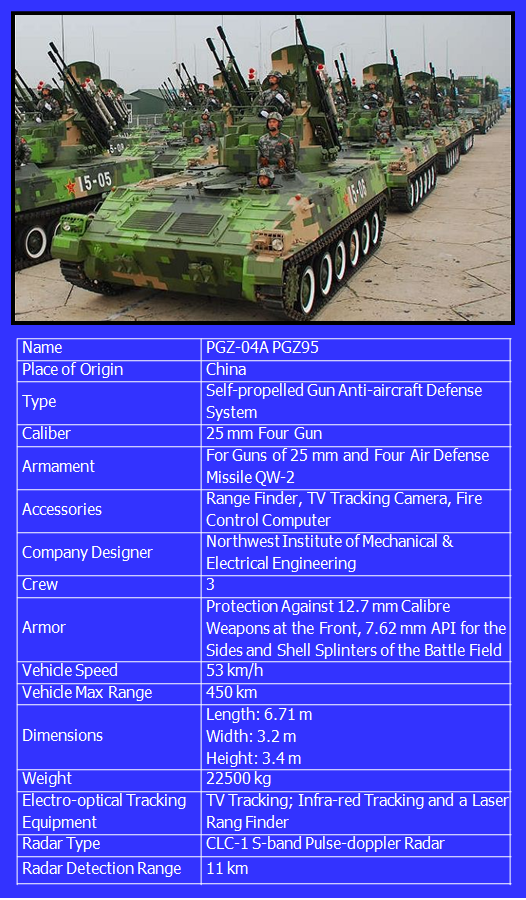 15-05
15-05
Name PGZ-04A PGZ95
Place of Origin China
Type Self-propelled Gun Anti-aircraft Defense
System
Caliber 25 mm Four Gun
Armament For Guns of 25 mm and Four Air Defense
Missile QW-2
Accessories Range Finder, TV Tracking Camera, Fire
Control Computer
Company Designer Northwest Institute of Mechanical &
Electrical Engineering
Crew 3
Armor Protection Against 12.7 mm Calibre
Weapons at the Front, 7.62 mm API for the
Sides and Shell Splinters of the Battle Field
Vehicle Speed 53 km/h
Vehicle Max Range 450 km
Dimensions Length: 6.71 m
Width: 3.2 m
Height: 3.4 m
Weight 22500 kg
Electro-optical Tracking TV Tracking; Infra-red Tracking and a Laser
Equipment Rang Finder
Radar Type CLC-1 S-band Pulse-doppler Radar
Radar Detection Range 11 km